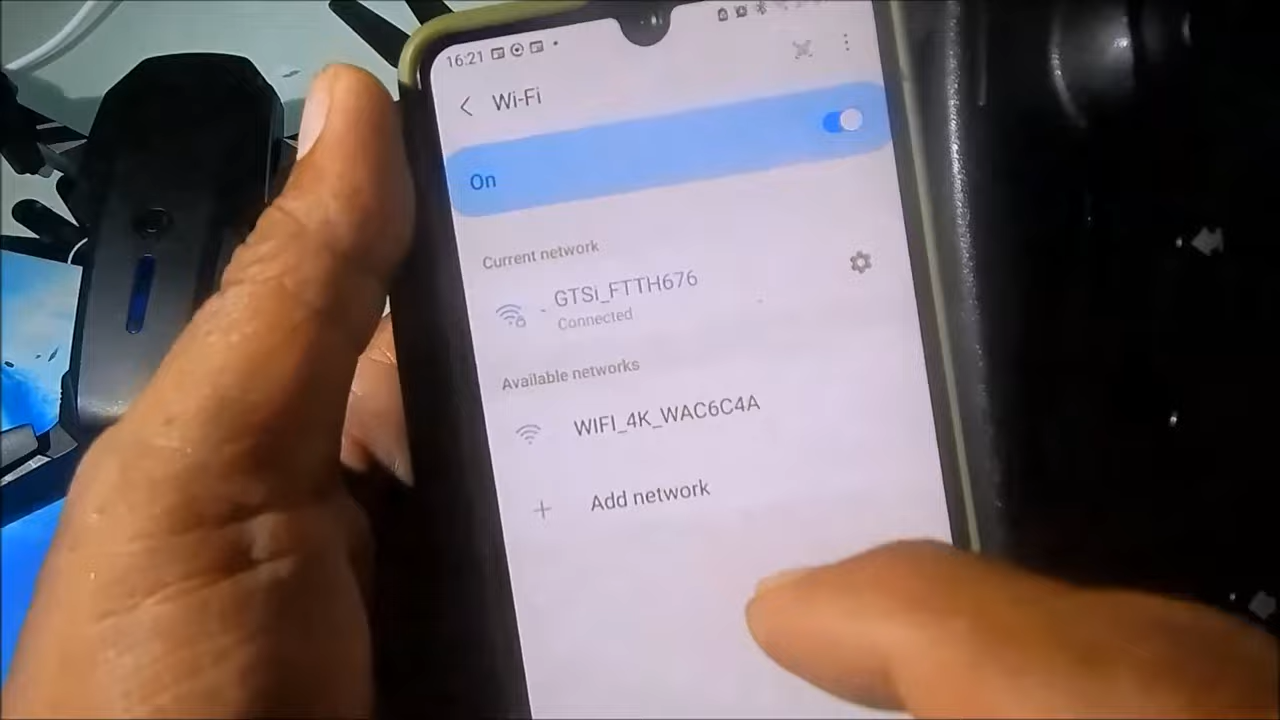 16:21
Wi-Fi
On
Current network
GTSi_FTTH676
Connected
Available networks
WIFI_4K_WAC6C4A
Add network